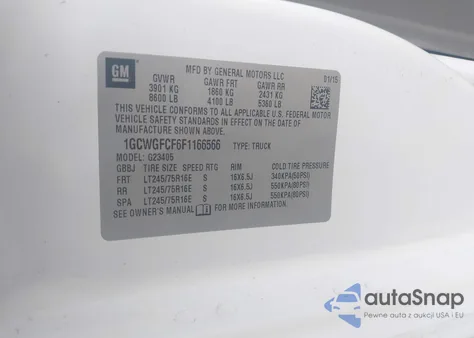 GM
MFD BY GENERAL MOTORS LLC
01/15
GVWR GAWR FRT GAWR RR
3901 KG 1860 KG 2431 KG
8600 LB 4100 LB 5360 LB
THIS VEHICLE CONFORMS TO ALL APPLICABLE U.S. FEDERAL MOTOR
VEHICLE SAFETY STANDARDS IN EFFECT ON THE DATE OF
MANUFACTURE SHOWN ABOVE.
1GCWGFCF6F1166566 TYPE: TRUCK
MODEL: G23405
GBBJ TIRE SIZE SPEED RTG RIM COLD TIRE PRESSURE
FRT LT245/75R16E S 16X6.5J 340KPA(50PSI)
RR LT245/75R16E S 16X6.5J 550KPA(80PSI)
SPA LT245/75R16E S 16X6.5J 550KPA(80PSI)
SEE OWNER'S MANUAL FOR MORE INFORMATION
autaSnap
Pewne auta z aukcji USA i EU